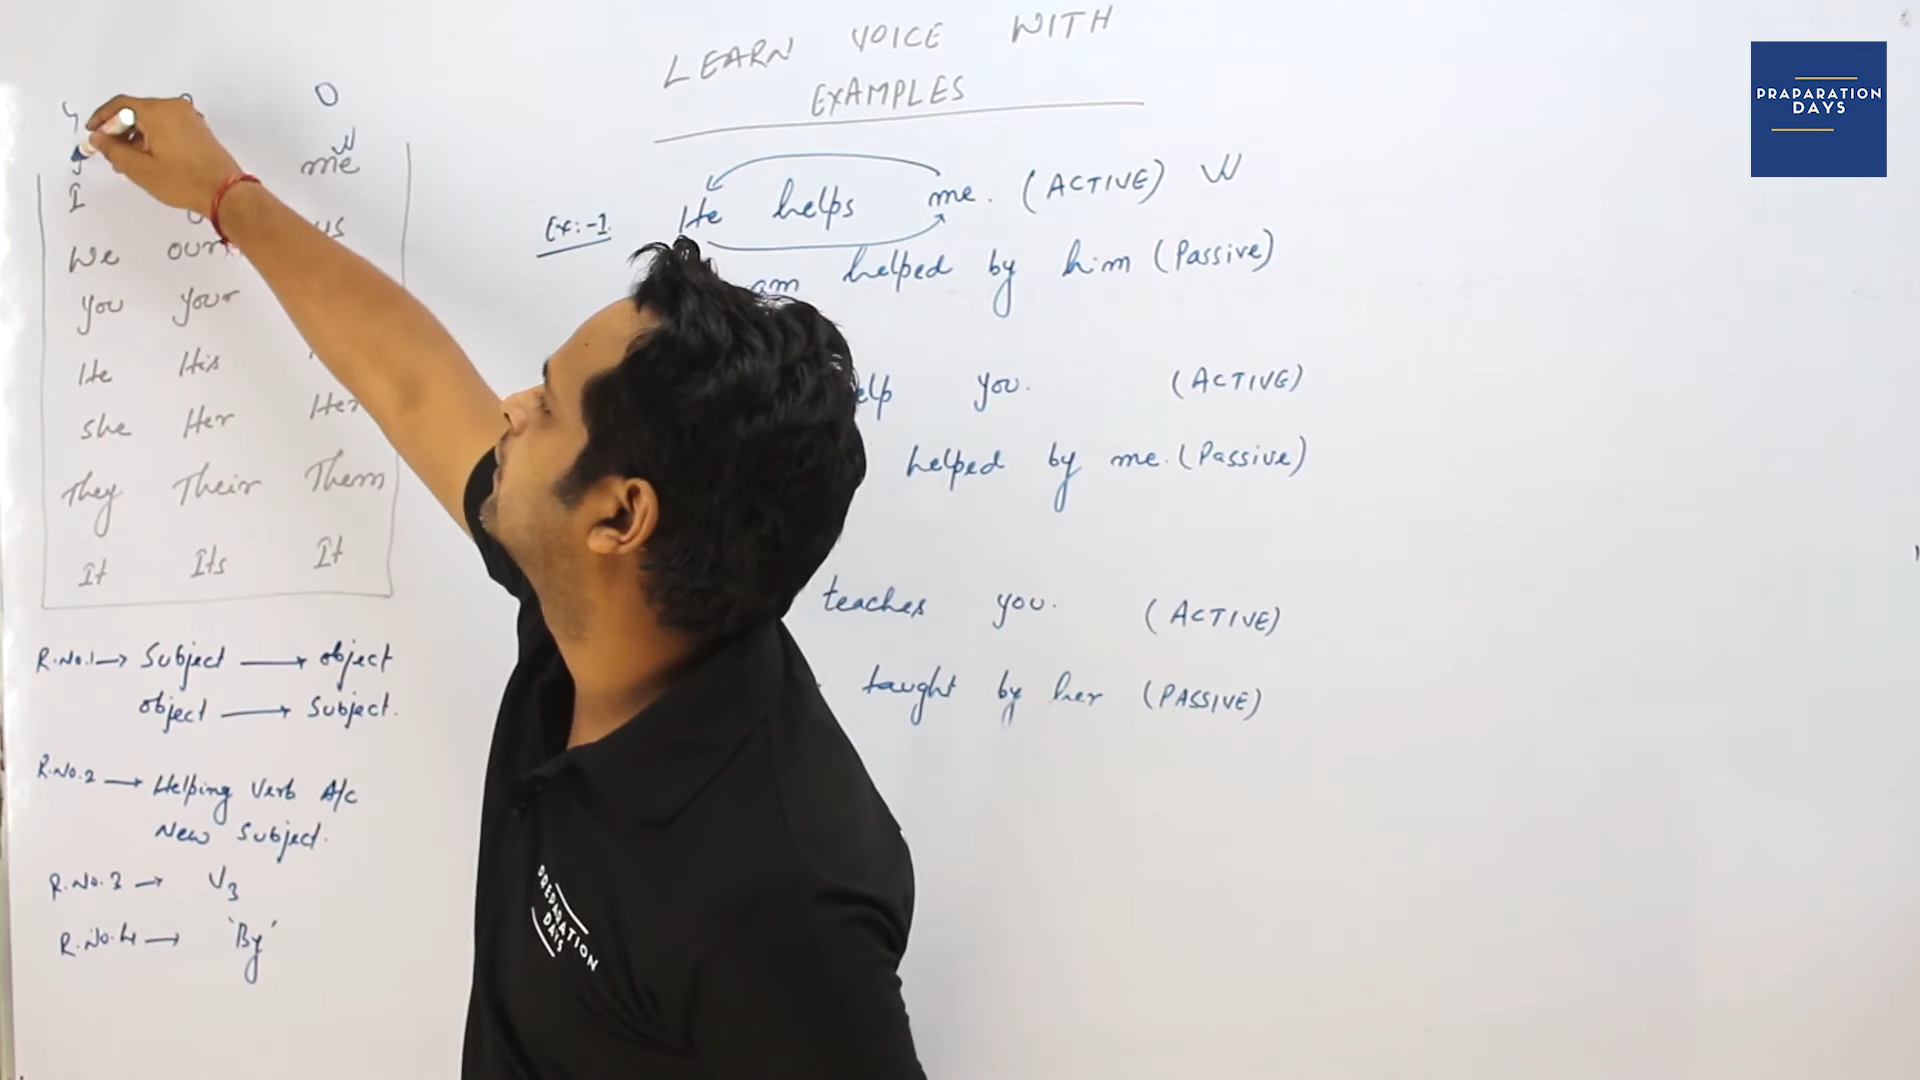 LEARN VOICE WITH
EXAMPLES
PRAPARATION
DAYS
O
me
I
We our us
you your
He His
She Her Her
They Their Them
It Its It
R.No.1 → Subject → object
object → Subject.
R.No.2 → Helping Verb A/c
New Subject.
R.No.3 → V3
R.No.4 → 'By'
Ex:-1. He helps me. (ACTIVE)
am helped by him (Passive)
you. (ACTIVE)
helped by me. (Passive)
teaches you. (ACTIVE)
taught by her (PASSIVE)
PREPARATION
DAYS